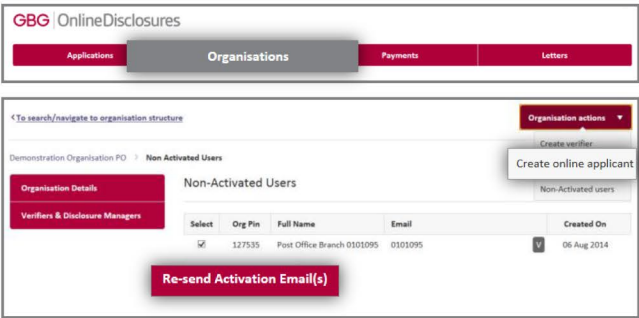 GBG OnlineDisclosures
Applications Organisations Payments Letters
<To search/navigate to organisation structure
Organisation actions ▼
Create verifier
Demonstration Organisation PO > Non Activated Users
Create online applicant
Organisation Details
Non-Activated Users
Non-Activated users
Verifiers & Disclosure Managers
Select Org Pin Full Name Email Created On
127535 Post Office Branch 0101095 0101095 V 06 Aug 2014
Re-send Activation Email(s)